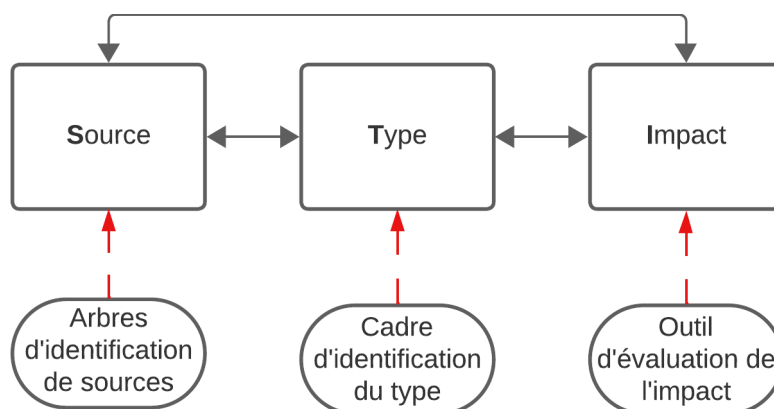 Source
Type
Impact
Arbres
d'identification
de sources
Cadre
d'identification
du type
Outil
d'évaluation de
l'impact